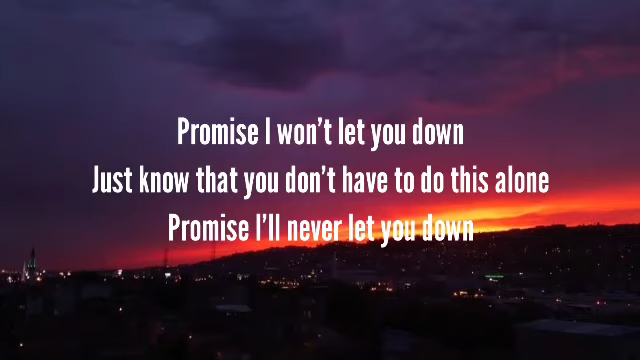 Promise I won’t let you down
Just know that you don’t have to do this alone
Promise I’ll never let you down